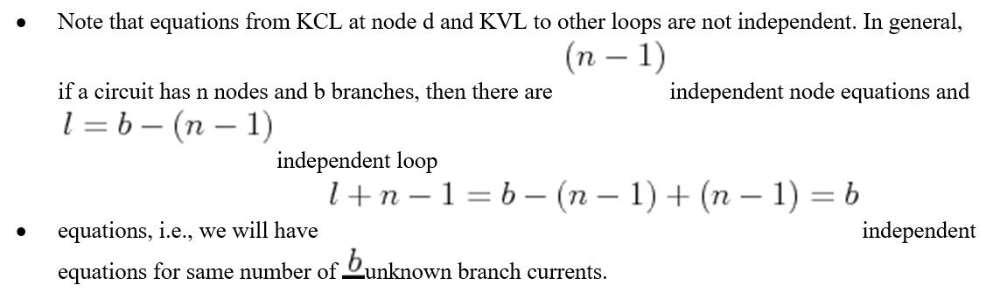 • Note that equations from KCL at node d and KVL to other loops are not independent. In general,
(n − 1)
if a circuit has n nodes and b branches, then there are independent node equations and
l = b − (n − 1)
independent loop
l + n − 1 = b − (n − 1) + (n − 1) = b
• equations, i.e., we will have independent
equations for same number of b unknown branch currents.